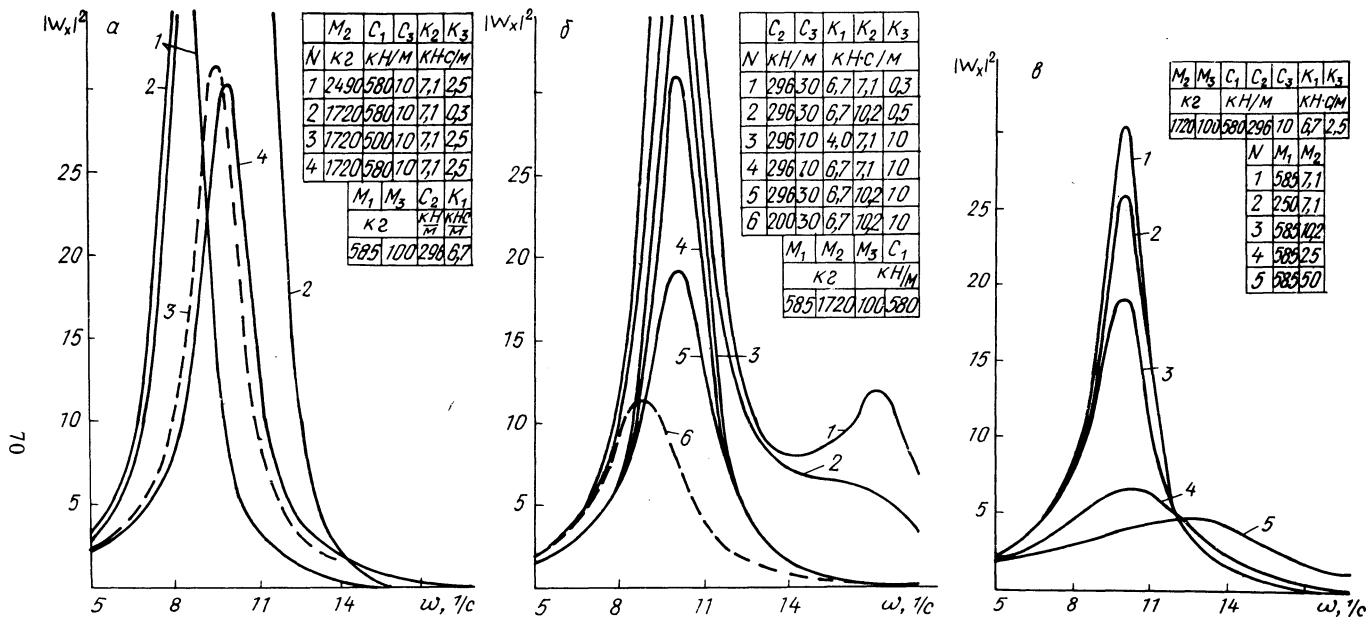 |Wx|² а
M₂ C₁ C₃ K₂ K₃
N кг кН/м кН·с/м
1 2490 580 10 7,1 2,5
2 1720 580 10 7,1 0,3
3 1720 500 10 7,1 2,5
4 1720 580 10 7,1 2,5
M₁ M₃ C₂ K₁
кг кН/м кНс/м
585 100 296 6,7
1
2
4
3
2
25
20
15
10
5
5 8 11 14 ω, 1/с
|Wx|² б
C₂ C₃ K₁ K₂ K₃
N кН/м кН·с/м
1 296 30 6,7 7,1 0,3
2 296 30 6,7 10,2 0,5
3 296 10 4,0 7,1 10
4 296 10 6,7 7,1 10
5 296 30 6,7 10,2 10
6 200 30 6,7 10,2 10
M₁ M₂ M₃ C₁
кг кН/м
585 1720 100 580
4
5
3
6
1
2
25
20
15
10
5
5 8 11 14 ω, 1/с
|Wx|² в
M₂ M₃ C₁ C₂ C₃ K₁ K₃
кг кН/м кН·с/м
1720 100 580 296 10 6,7 2,5
N M₁ M₂
1 585 7,1
2 250 7,1
3 585 10,2
4 585 25
5 585 50
1
2
3
4
5
25
20
15
10
5
5 8 11 14 ω, 1/с
70